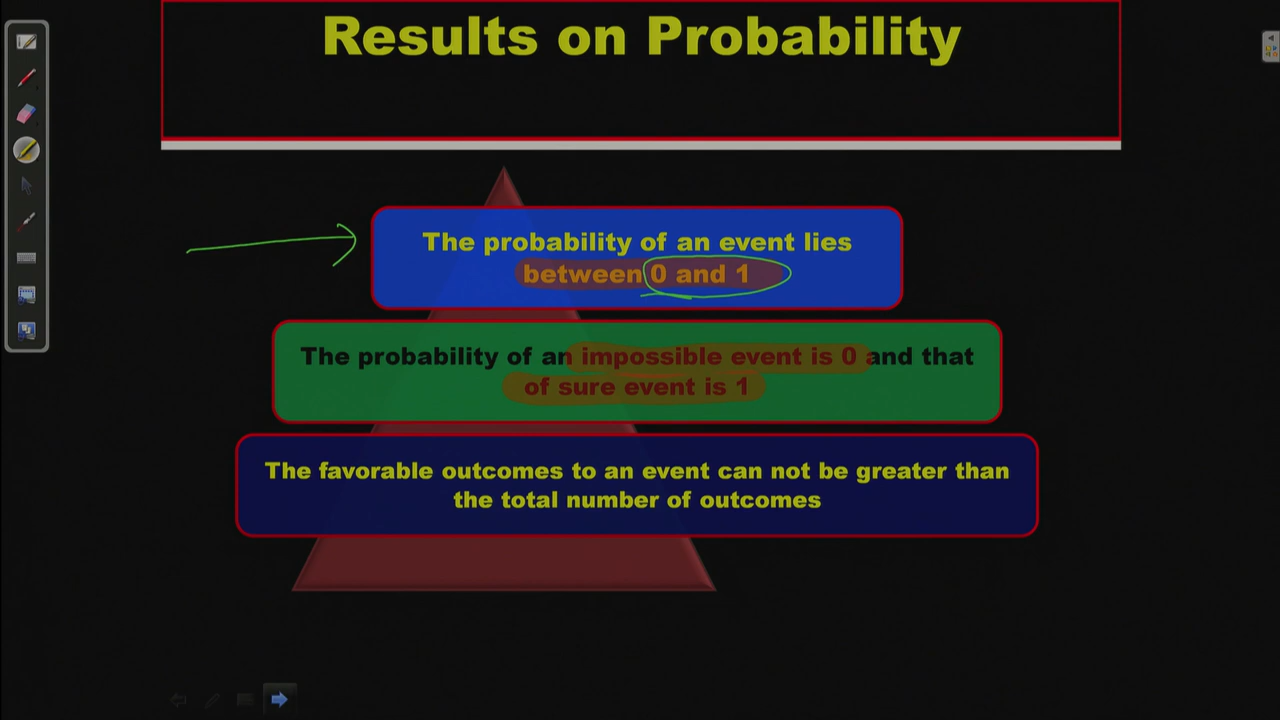 Results on Probability
The probability of an event lies
between 0 and 1
The probability of an impossible event is 0 and that
of sure event is 1
The favorable outcomes to an event can not be greater than
the total number of outcomes